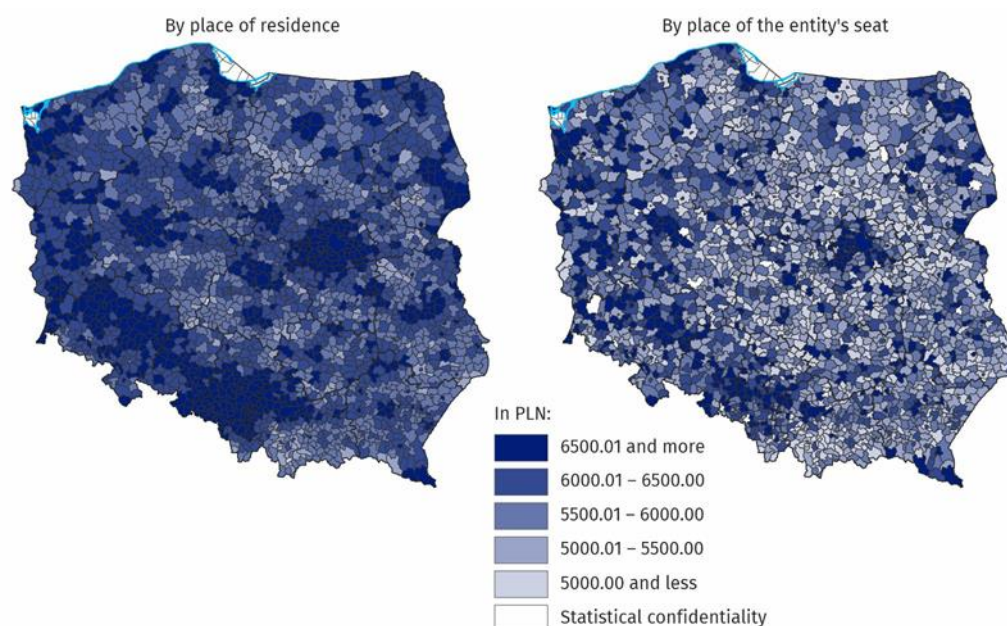 By place of residence
By place of the entity's seat
In PLN:
6500.01 and more
6000.01 – 6500.00
5500.01 – 6000.00
5000.01 – 5500.00
5000.00 and less
Statistical confidentiality